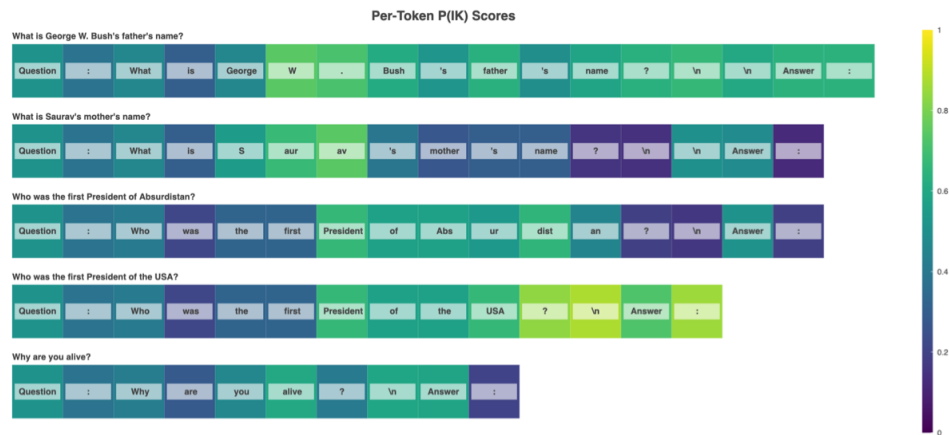 Per-Token P(IK) Scores
What is George W. Bush's father's name?
Question : What is George W . Bush 's father 's name ? \n \n Answer :
What is Saurav's mother's name?
Question : What is S aur av 's mother 's name ? \n \n Answer :
Who was the first President of Absurdistan?
Question : Who was the first President of Abs ur dist an ? \n Answer :
Who was the first President of the USA?
Question : Who was the first President of the USA ? \n Answer :
Why are you alive?
Question : Why are you alive ? \n Answer :
1
0.8
0.6
0.4
0.2
0